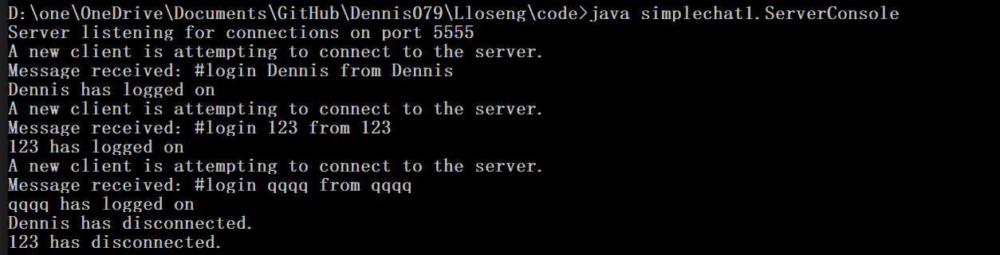 D:\one\OneDrive\Documents\GitHub\Dennis079\Lloseng\code>java simplechat1.ServerConsole
Server listening for connections on port 5555
A new client is attempting to connect to the server.
Message received: #login Dennis from Dennis
Dennis has logged on
A new client is attempting to connect to the server.
Message received: #login 123 from 123
123 has logged on
A new client is attempting to connect to the server.
Message received: #login qqqq from qqqq
qqqq has logged on
Dennis has disconnected.
123 has disconnected.